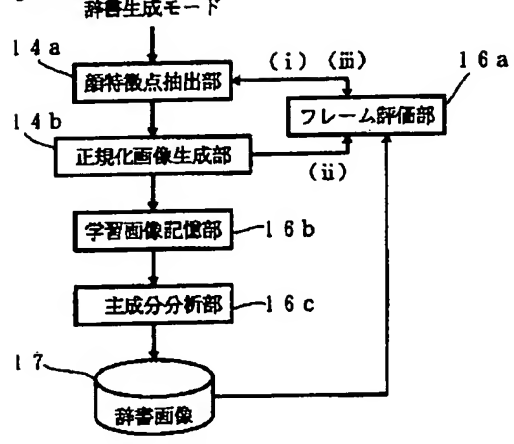 辞書生成モード
14a
顔特徴点抽出部
(i) (iii)
16a
フレーム評価部
14b
正規化画像生成部
(ii)
学習画像記憶部
16b
主成分分析部
16c
17
辞書画像